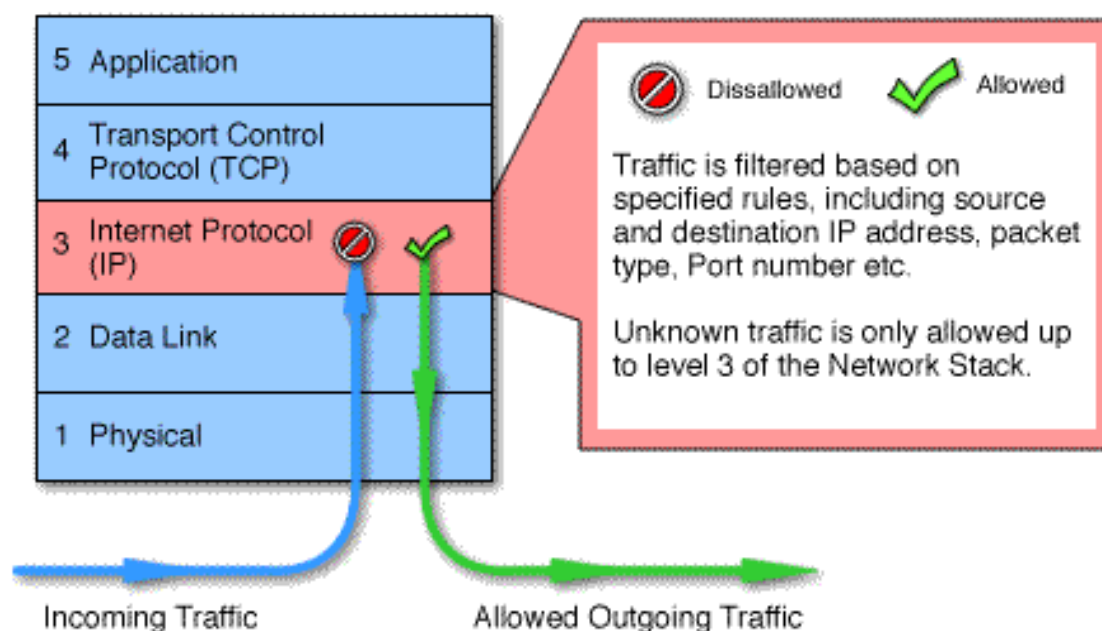 5 Application
4 Transport Control
Protocol (TCP)
3 Internet Protocol
(IP)
2 Data Link
1 Physical
Incoming Traffic
Allowed Outgoing Traffic
Dissallowed
Allowed
Traffic is filtered based on
specified rules, including source
and destination IP address, packet
type, Port number etc.
Unknown traffic is only allowed up
to level 3 of the Network Stack.